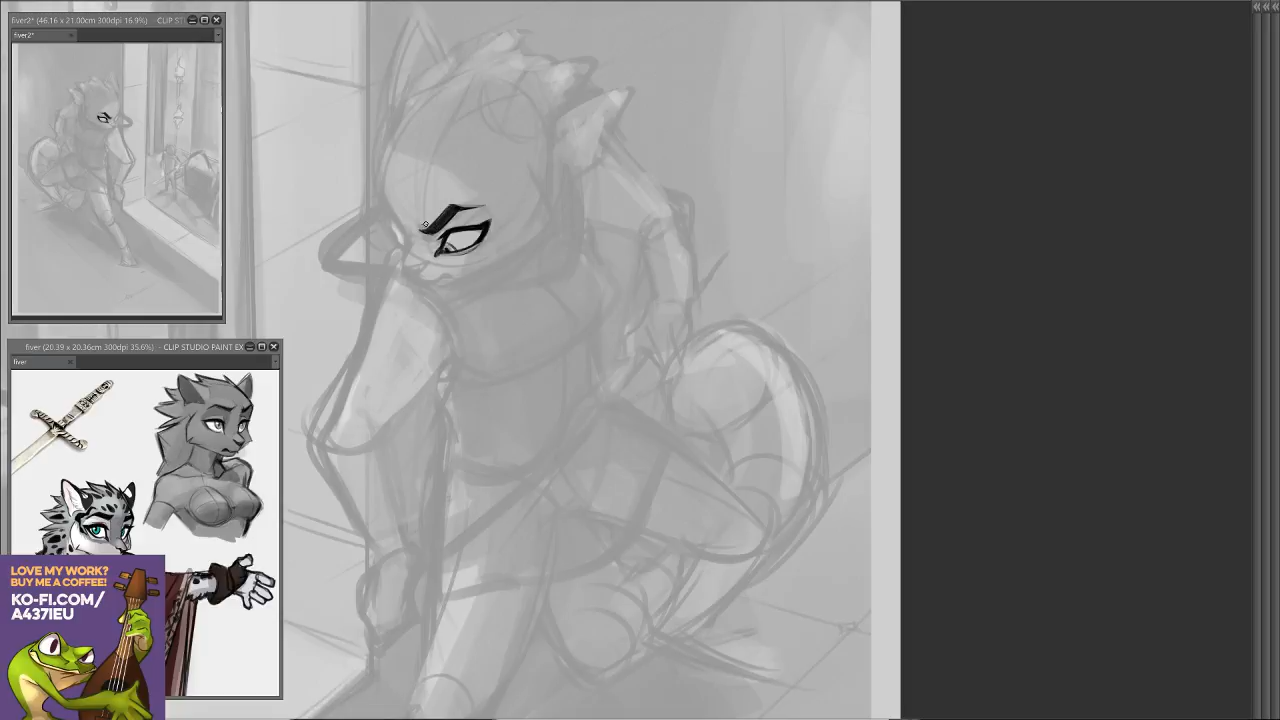 fiver2* (46.16 x 21.00cm 300dpi 16.9%) - CLIP ST
fiver2*
fiver (20.39 x 20.36cm 300dpi 35.6%) - CLIP STUDIO PAINT EX
fiver
LOVE MY WORK?
BUY ME A COFFEE!
KO-FI.COM/
A4371EU